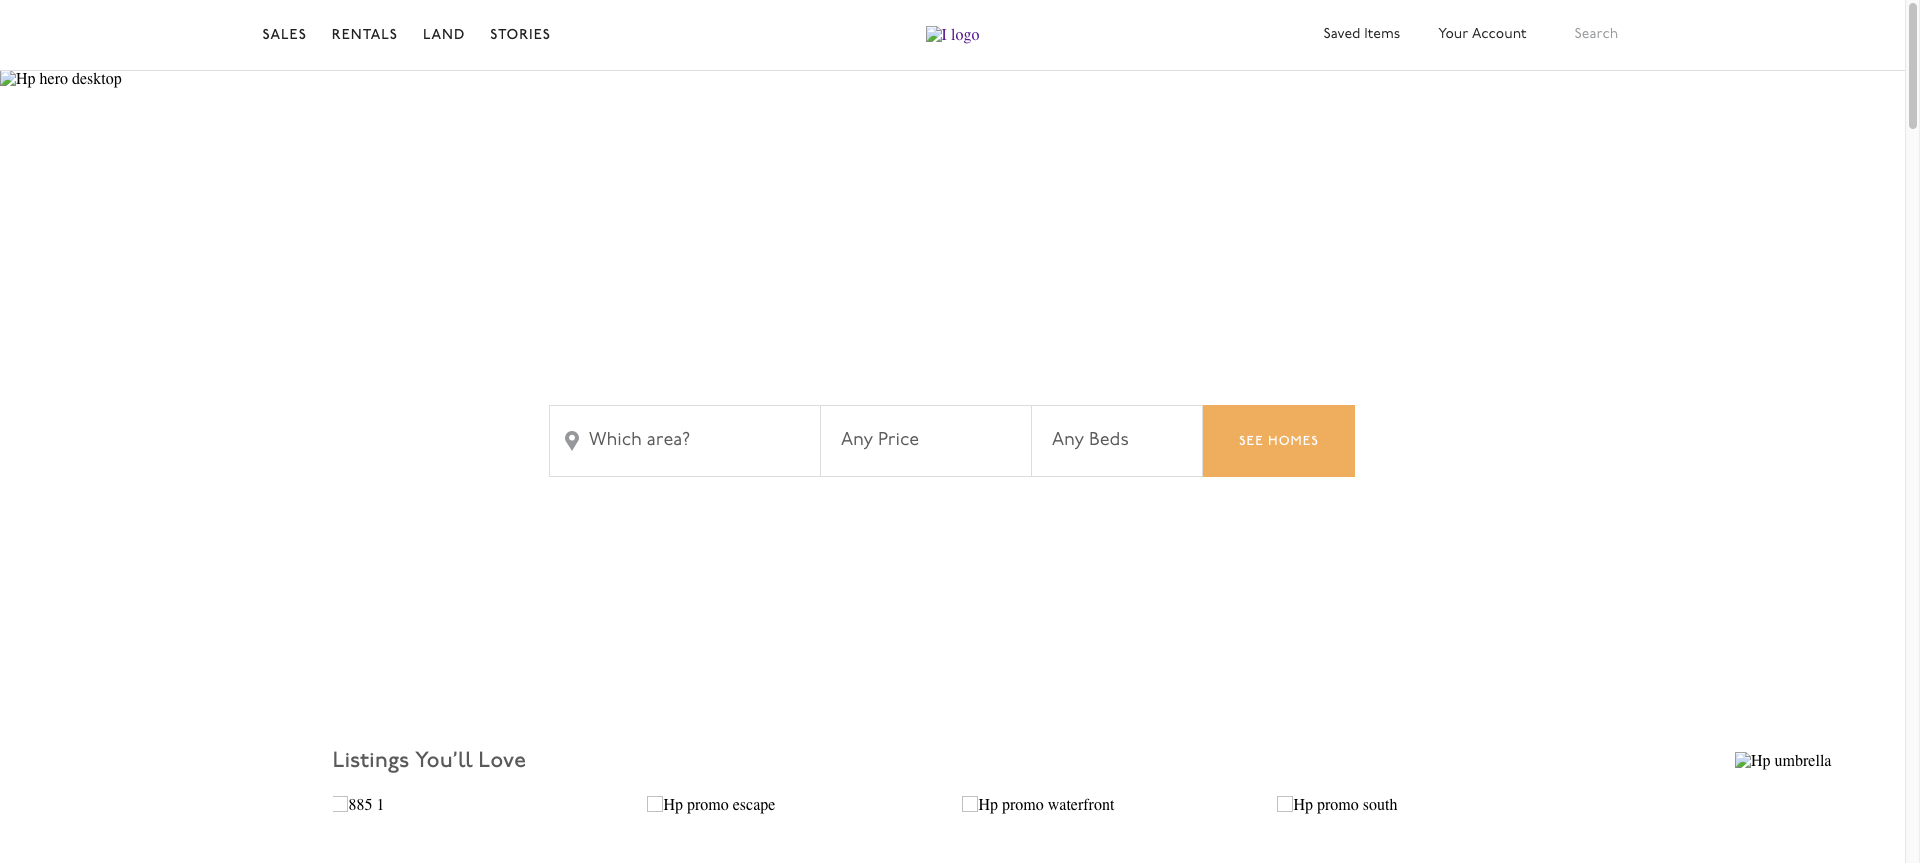 SALES RENTALS LAND STORIES I logo Saved Items Your Account Search
Hp hero desktop
Which area? Any Price Any Beds SEE HOMES
Listings You'll Love Hp umbrella
885 1 Hp promo escape Hp promo waterfront Hp promo south